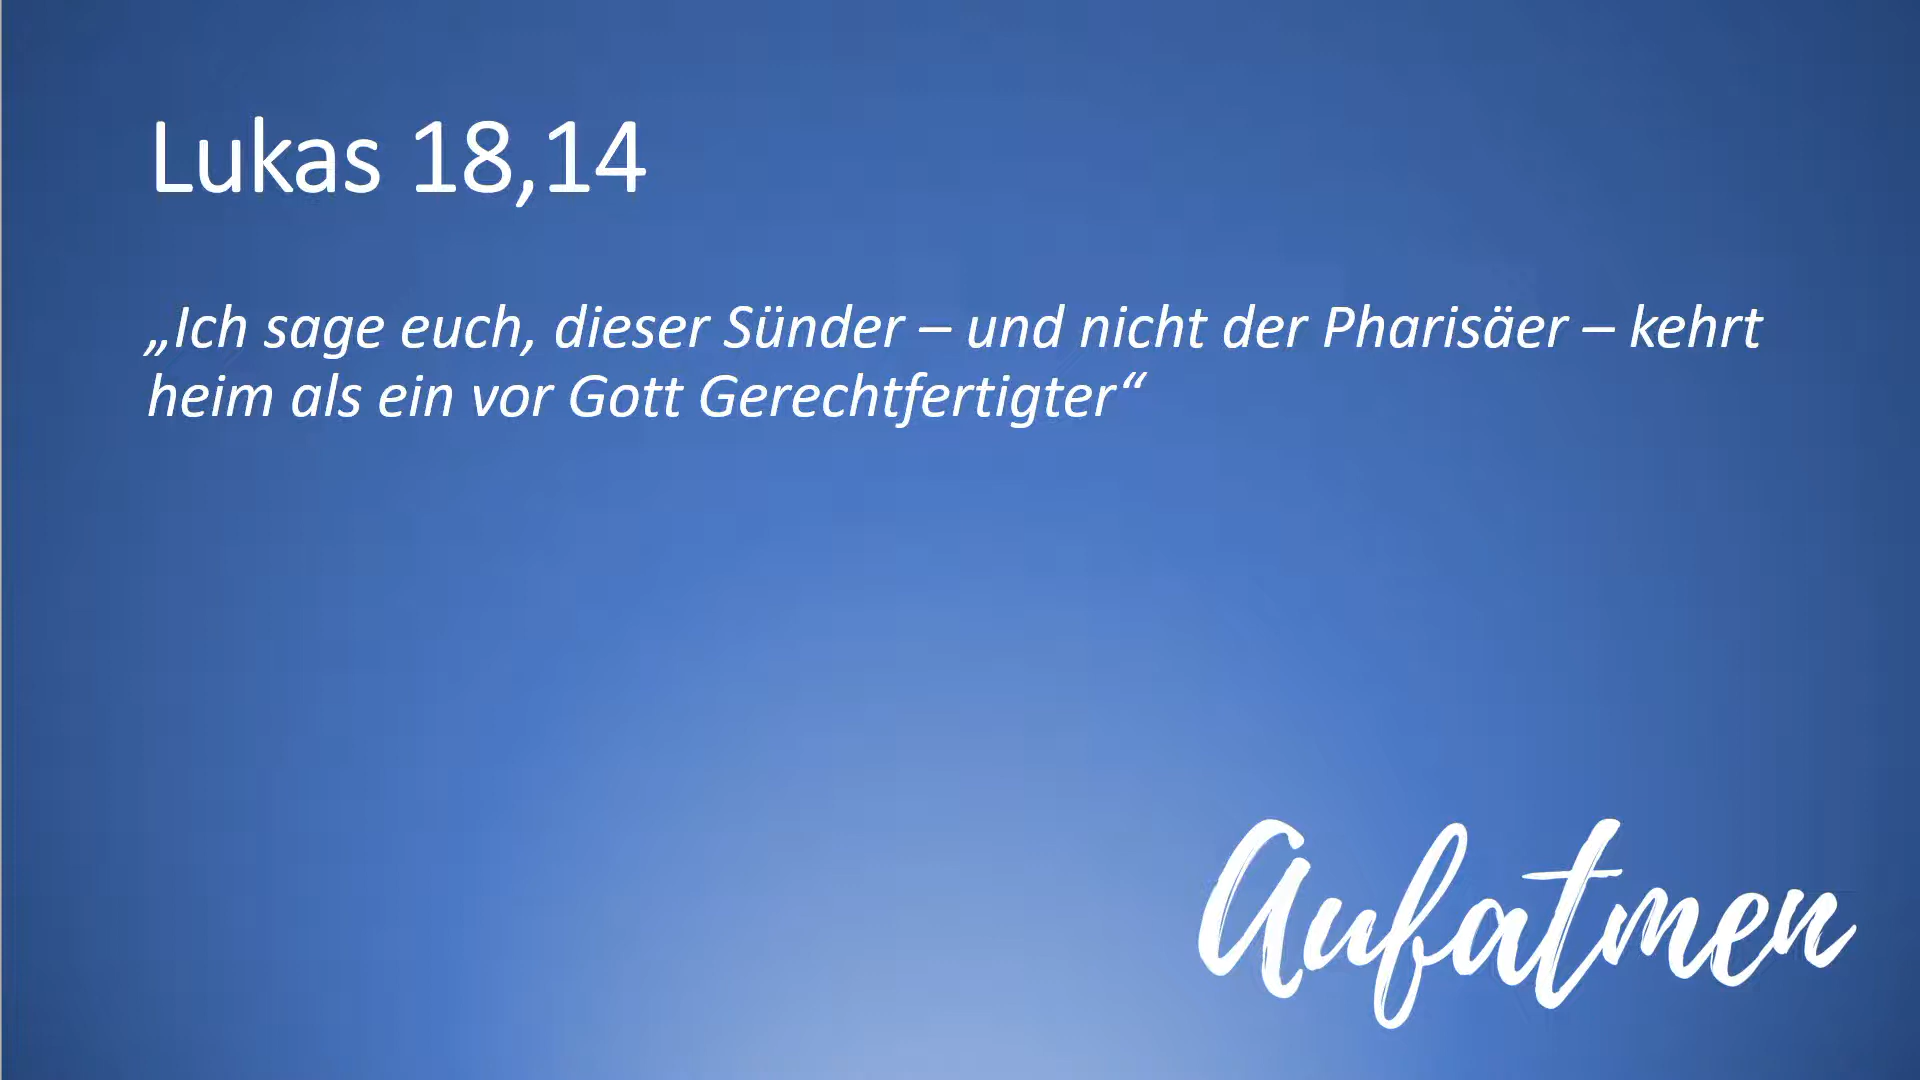 Lukas 18,14
„Ich sage euch, dieser Sünder – und nicht der Pharisäer – kehrt
heim als ein vor Gott Gerechtfertigter“
Aufatmen